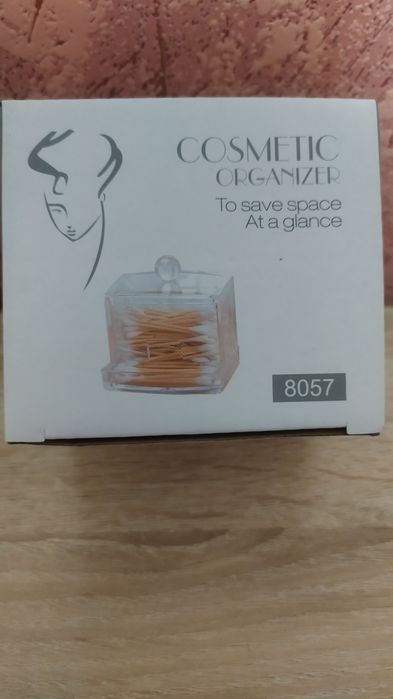 COSMETIC
ORGANIZER
To save space
At a glance
8057